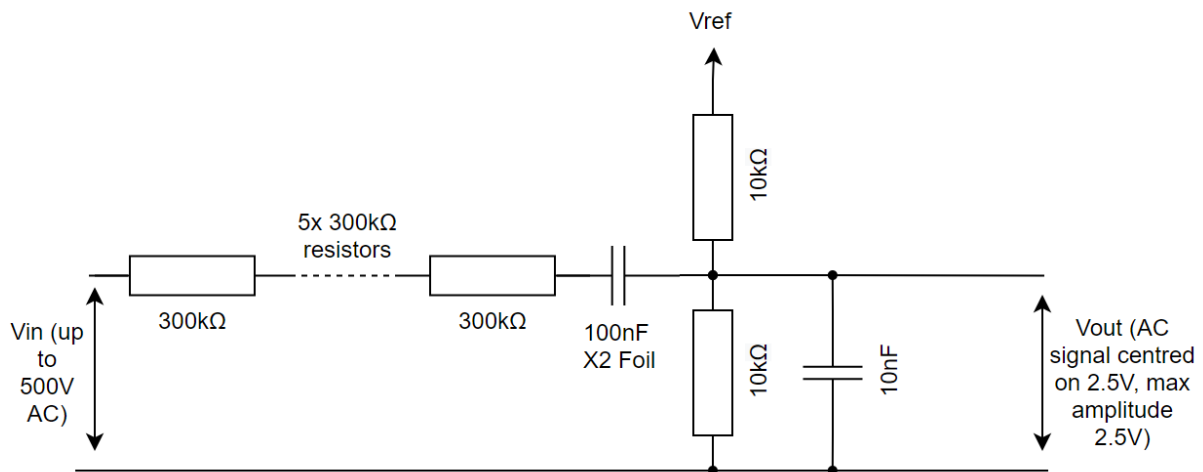 Vref
10kΩ
5x 300kΩ
resistors
300kΩ
300kΩ
100nF
X2 Foil
10kΩ
10nF
Vin (up
to
500V
AC)
Vout (AC
signal centred
on 2.5V, max
amplitude
2.5V)